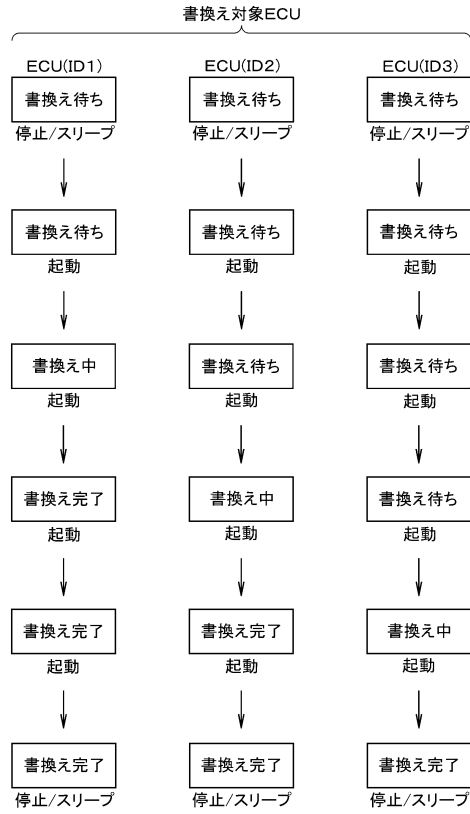 書換え対象ECU
ECU(ID1) ECU(ID2) ECU(ID3)
書換え待ち 書換え待ち 書換え待ち
停止/スリープ 停止/スリープ 停止/スリープ
書換え待ち 書換え待ち 書換え待ち
起動 起動 起動
書換え中 書換え待ち 書換え待ち
起動 起動 起動
書換え完了 書換え中 書換え待ち
起動 起動 起動
書換え完了 書換え完了 書換え中
起動 起動 起動
書換え完了 書換え完了 書換え完了
停止/スリープ 停止/スリープ 停止/スリープ